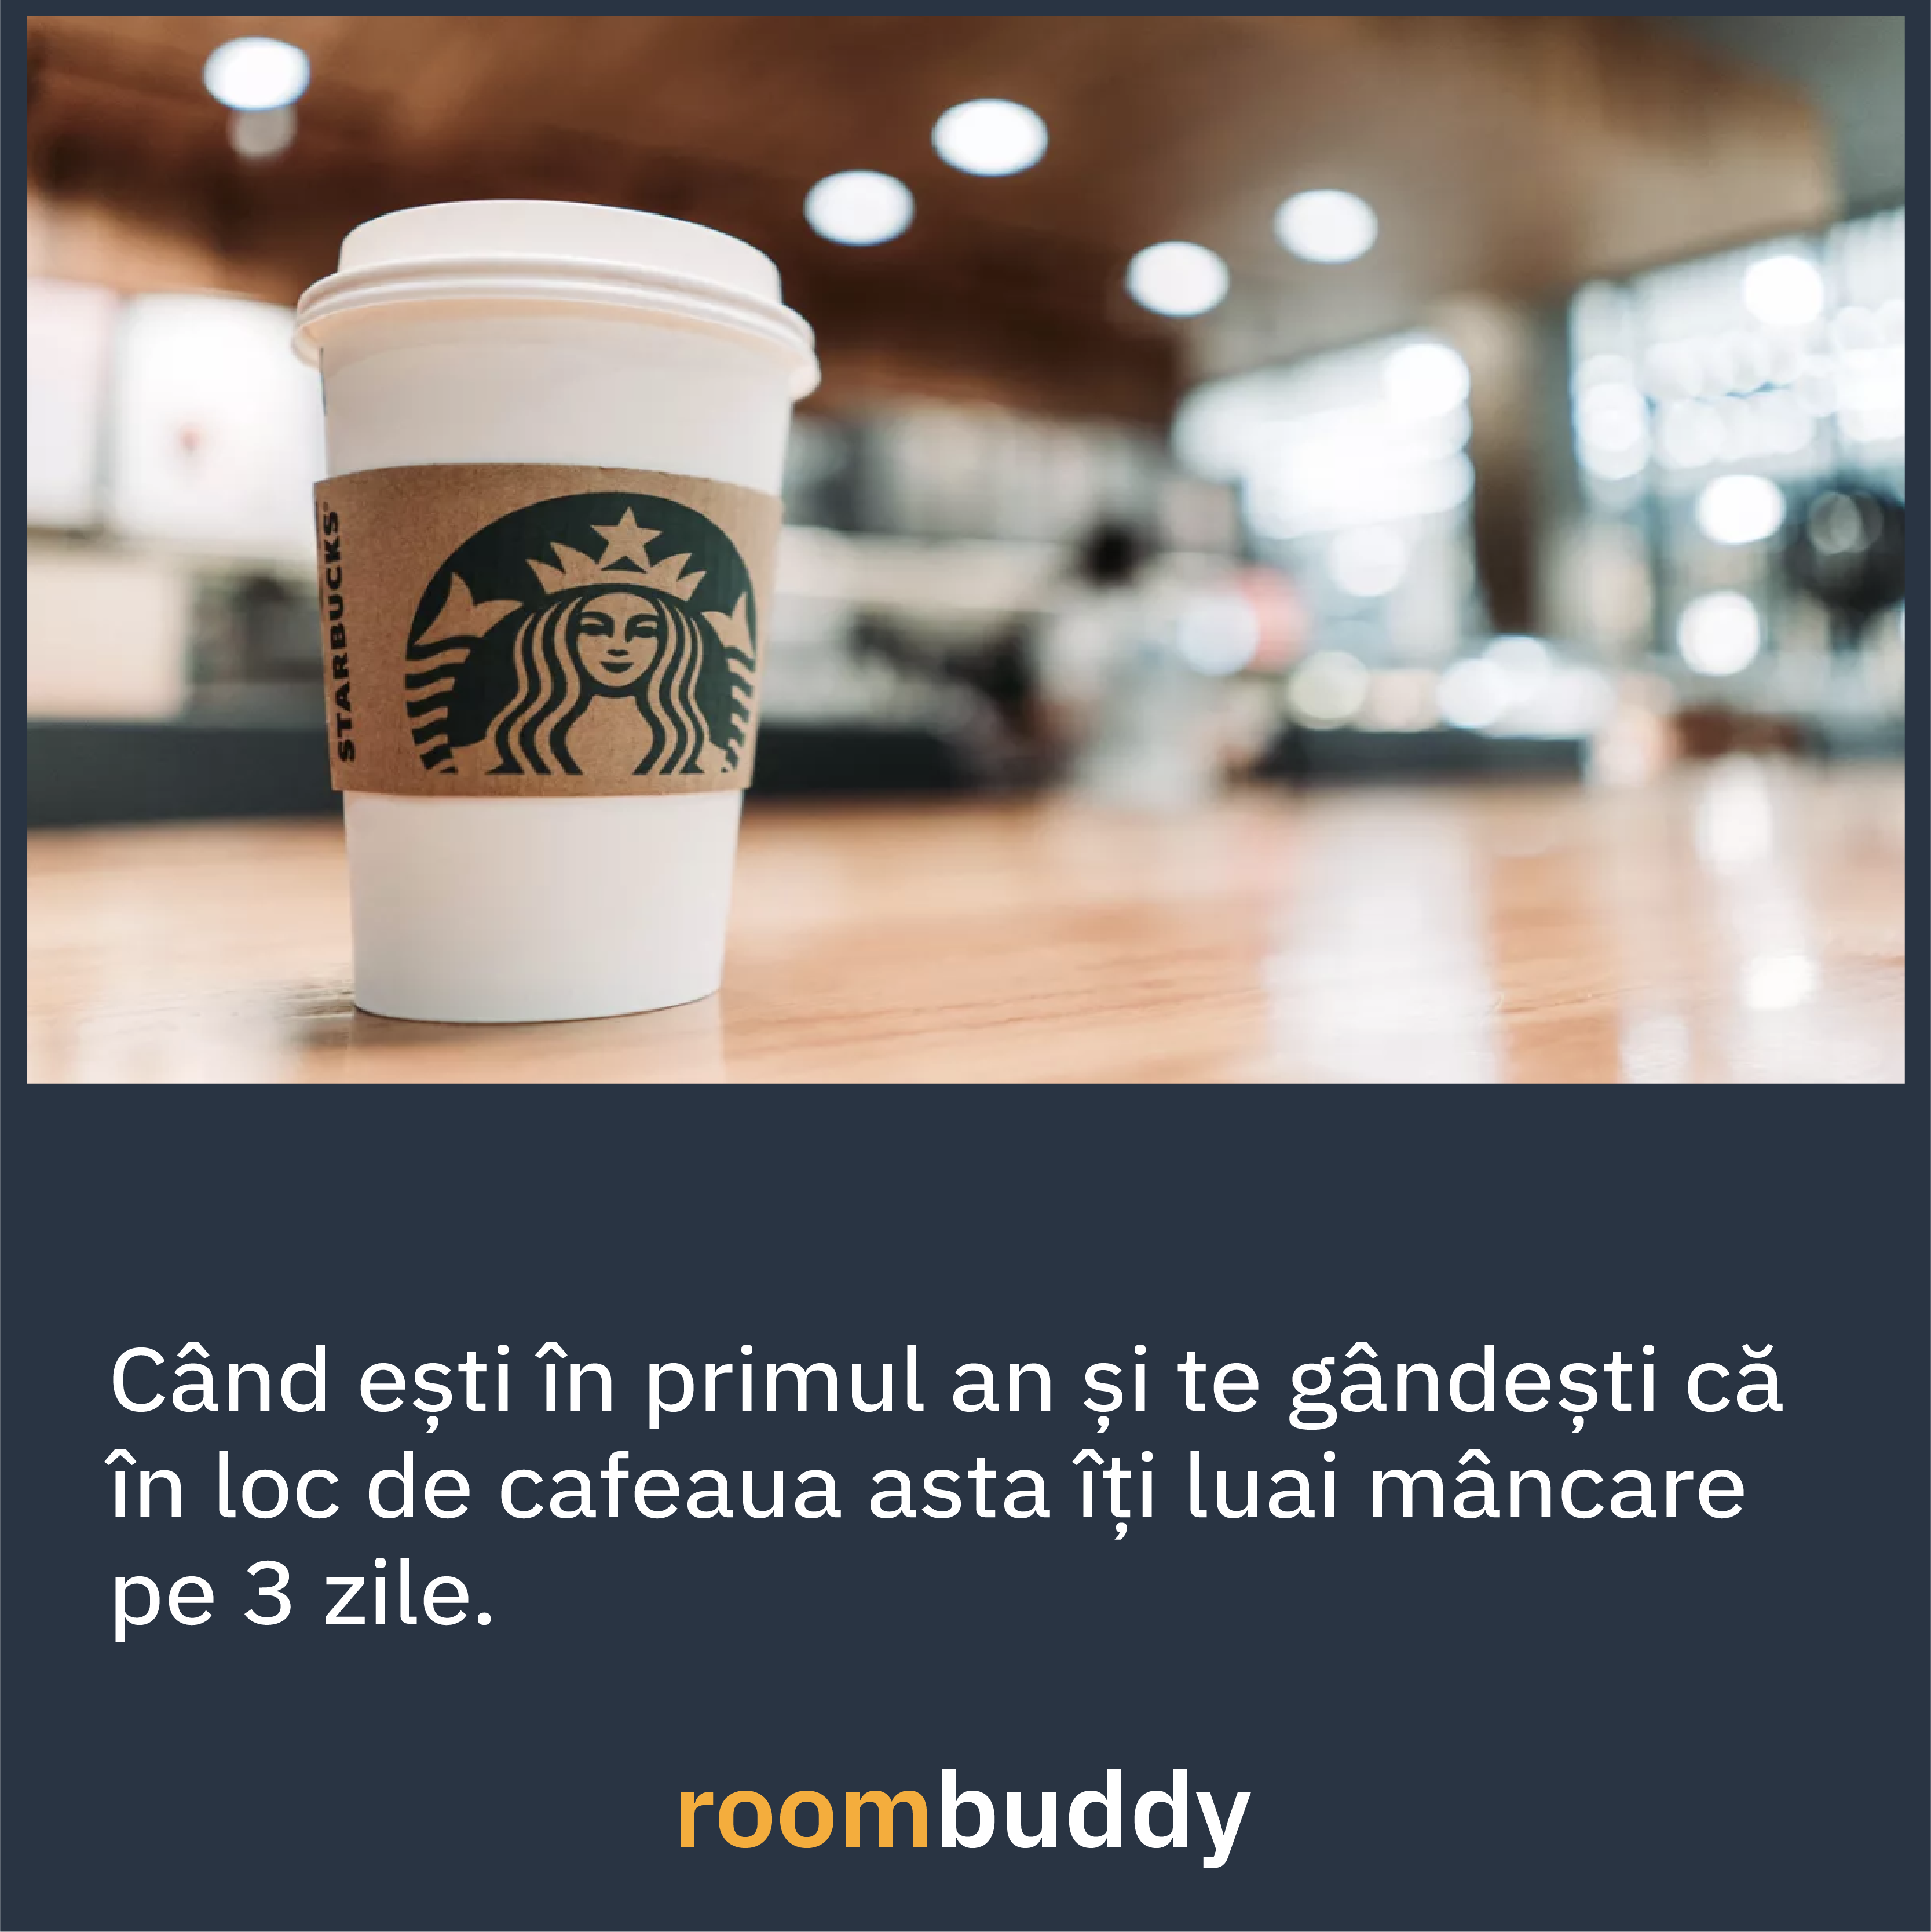 STARBUCKS
Când ești în primul an și te gândești că
în loc de cafeaua asta îți luai mâncare
pe 3 zile.
roombuddy